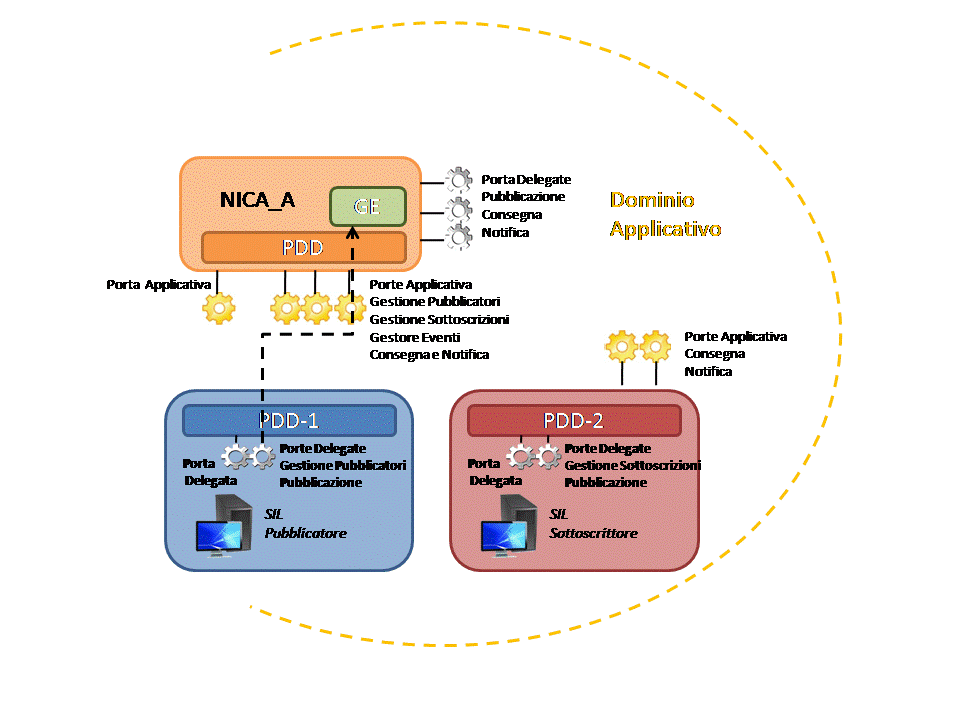 NICA_A
GE
PDD
Porta Delegate
Pubblicazione
Consegna
Notifica
Dominio
Applicativo
Porta Applicativa
Porte Applicativa
Gestione Pubblicatori
Gestione Sottoscrizioni
Gestore Eventi
Consegna e Notifica
Porte Applicativa
Consegna
Notifica
PDD-1
Porta
Delegata
Porte Delegate
Gestione Pubblicatori
Pubblicazione
SIL
Pubblicatore
PDD-2
Porta
Delegata
Porte Delegate
Gestione Sottoscrizioni
Pubblicazione
SIL
Sottoscrittore